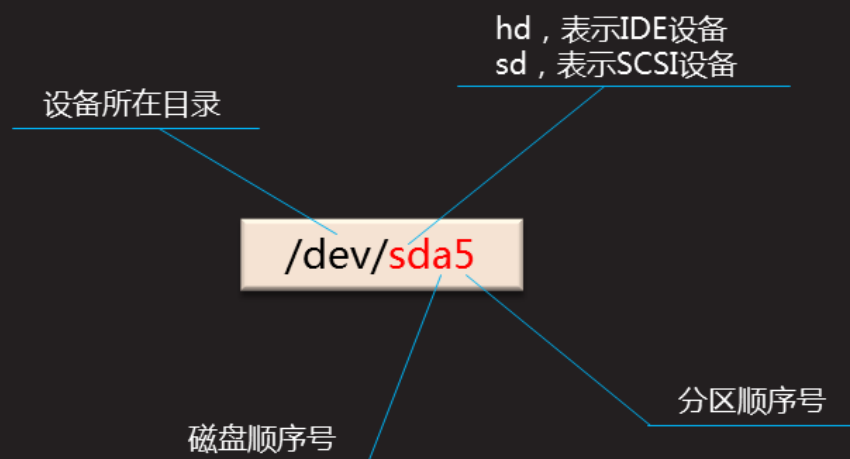 hd，表示IDE设备
sd，表示SCSI设备
设备所在目录
/dev/sda5
分区顺序号
磁盘顺序号